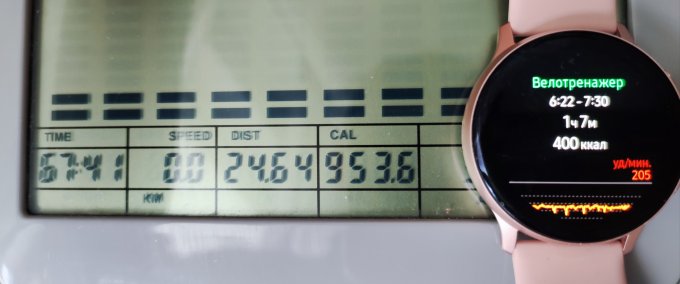 TIME SPEED DIST CAL
67:41 0.0 24.64 953.6
KM
Велотренажер
6:22-7:30
1ч 7м
400 ккал
уд/мин.
205